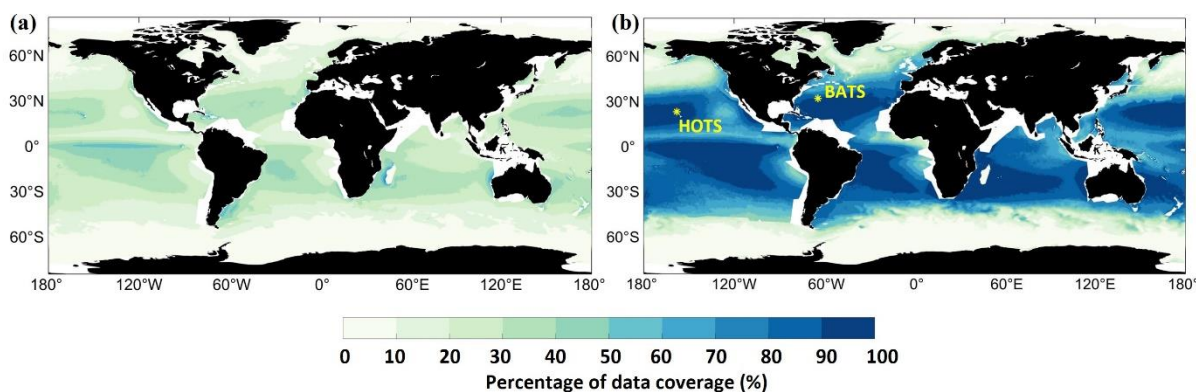 (a) (b)
60°N 60°N
30°N 30°N
BATS
HOTS
0° 0°
30°S 30°S
60°S 60°S
180° 120°W 60°W 0° 60°E 120°E 180° 180° 120°W 60°W 0° 60°E 120°E 180°
0 10 20 30 40 50 60 70 80 90 100
Percentage of data coverage (%)